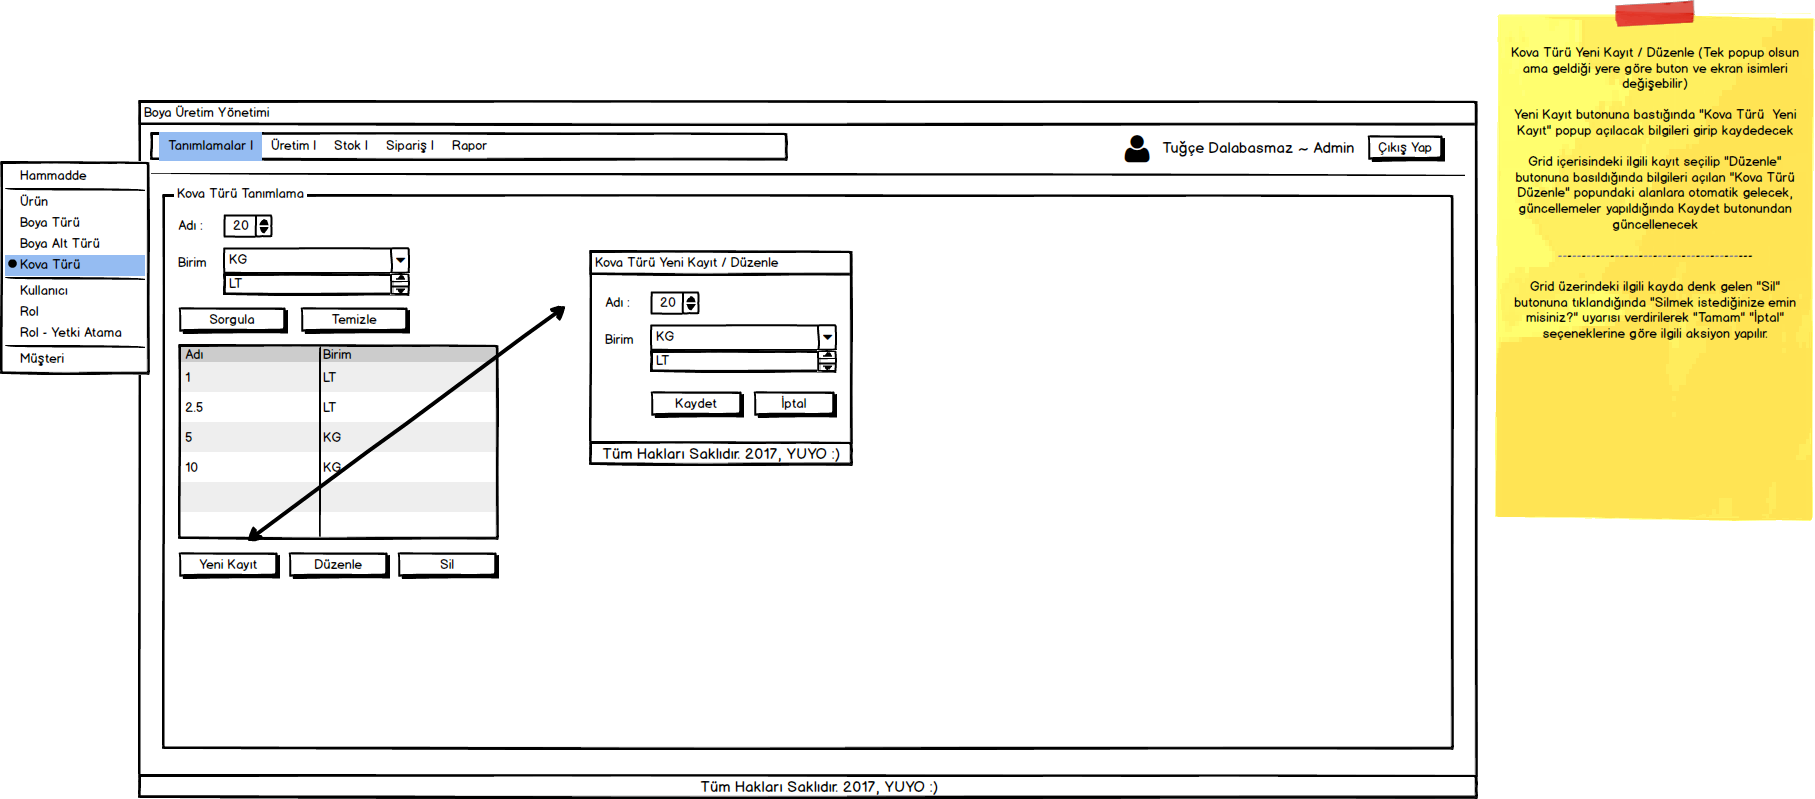 Boya Üretim Yönetimi
Tanımlamalar | Üretim | Stok | Sipariş | Rapor
Tuğçe Dalabasmaz ~ Admin
Çıkış Yap
Hammadde
Ürün
Boya Türü
Boya Alt Türü
Kova Türü
Kullanıcı
Rol
Rol - Yetki Atama
Müşteri
Kova Türü Tanımlama
Adı : 20
Birim KG
LT
Sorgula Temizle
Adı Birim
1 LT
2.5 LT
5 KG
10 KG
Yeni Kayıt Düzenle Sil
Kova Türü Yeni Kayıt / Düzenle
Adı : 20
Birim KG
LT
Kaydet İptal
Tüm Hakları Saklıdır. 2017, YUYO :)
Tüm Hakları Saklıdır. 2017, YUYO :)
Kova Türü Yeni Kayıt / Düzenle (Tek popup olsun
ama geldiği yere göre buton ve ekran isimleri
değişebilir)
Yeni Kayıt butonuna bastığında "Kova Türü Yeni
Kayıt" popup açılacak bilgileri girip kaydedecek
Grid içerisindeki ilgili kayıt seçilip "Düzenle"
butonuna basıldığında bilgileri açılan "Kova Türü
Düzenle" popundaki alanlara otomatik gelecek,
güncellemeler yapıldığında Kaydet butonundan
güncellenecek
----------------------------------------
Grid üzerindeki ilgili kayda denk gelen "Sil"
butonuna tıklandığında "Silmek istediğinize emin
misiniz?" uyarısı verdirilerek "Tamam" "İptal"
seçeneklerine göre ilgili aksiyon yapılır.